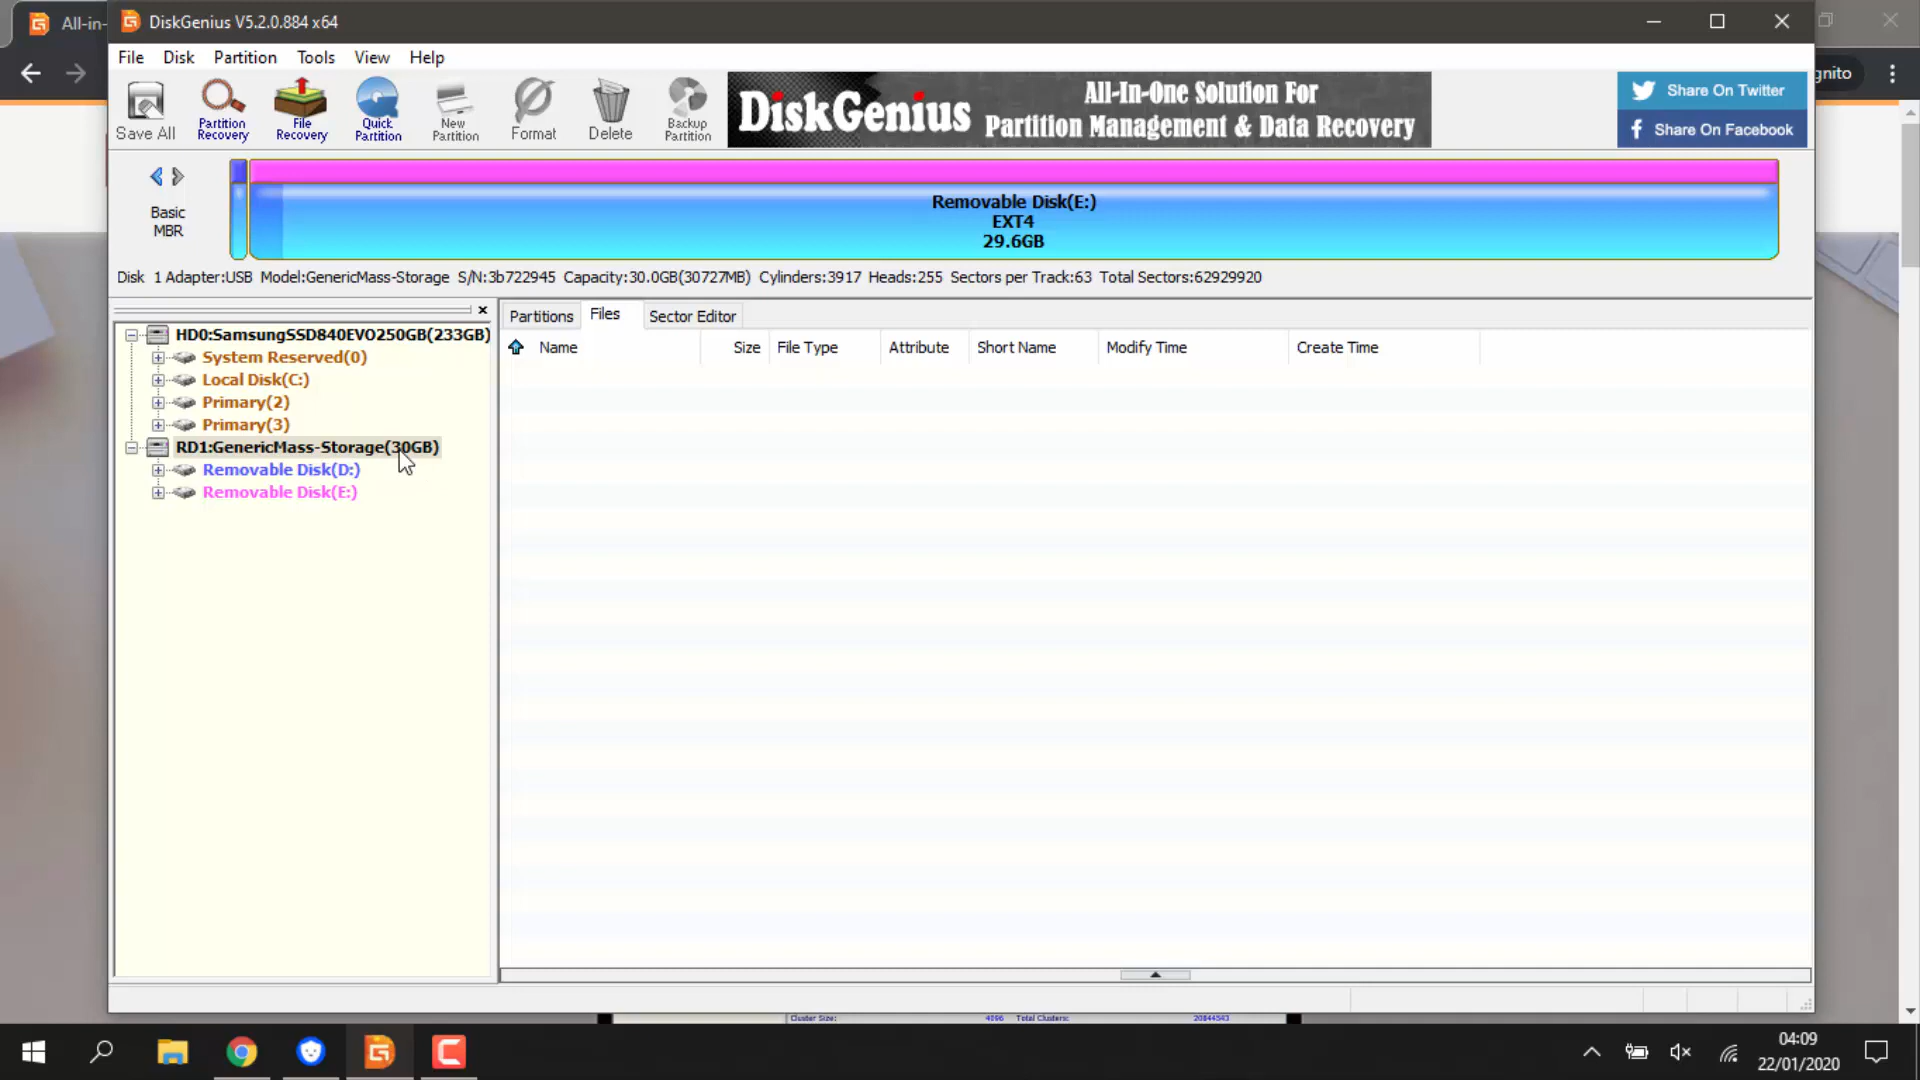 All-in-
DiskGenius V5.2.0.884 x64
gnito
File Disk Partition Tools View Help
Save All
Partition Recovery
File Recovery
Quick Partition
New Partition
Format
Delete
Backup Partition
DiskGenius
All-In-One Solution For
Partition Management & Data Recovery
Share On Twitter
Share On Facebook
Basic
MBR
Removable Disk(E:)
EXT4
29.6GB
Disk 1 Adapter:USB Model:GenericMass-Storage S/N:3b722945 Capacity:30.0GB(30727MB) Cylinders:3917 Heads:255 Sectors per Track:63 Total Sectors:62929920
HD0:SamsungSSD840EVO250GB(233GB)
System Reserved(0)
Local Disk(C:)
Primary(2)
Primary(3)
RD1:GenericMass-Storage(30GB)
Removable Disk(D:)
Removable Disk(E:)
Partitions Files Sector Editor
Name Size File Type Attribute Short Name Modify Time Create Time
Cluster Size: 4096 Total Clusters: 20844543
04:09
22/01/2020